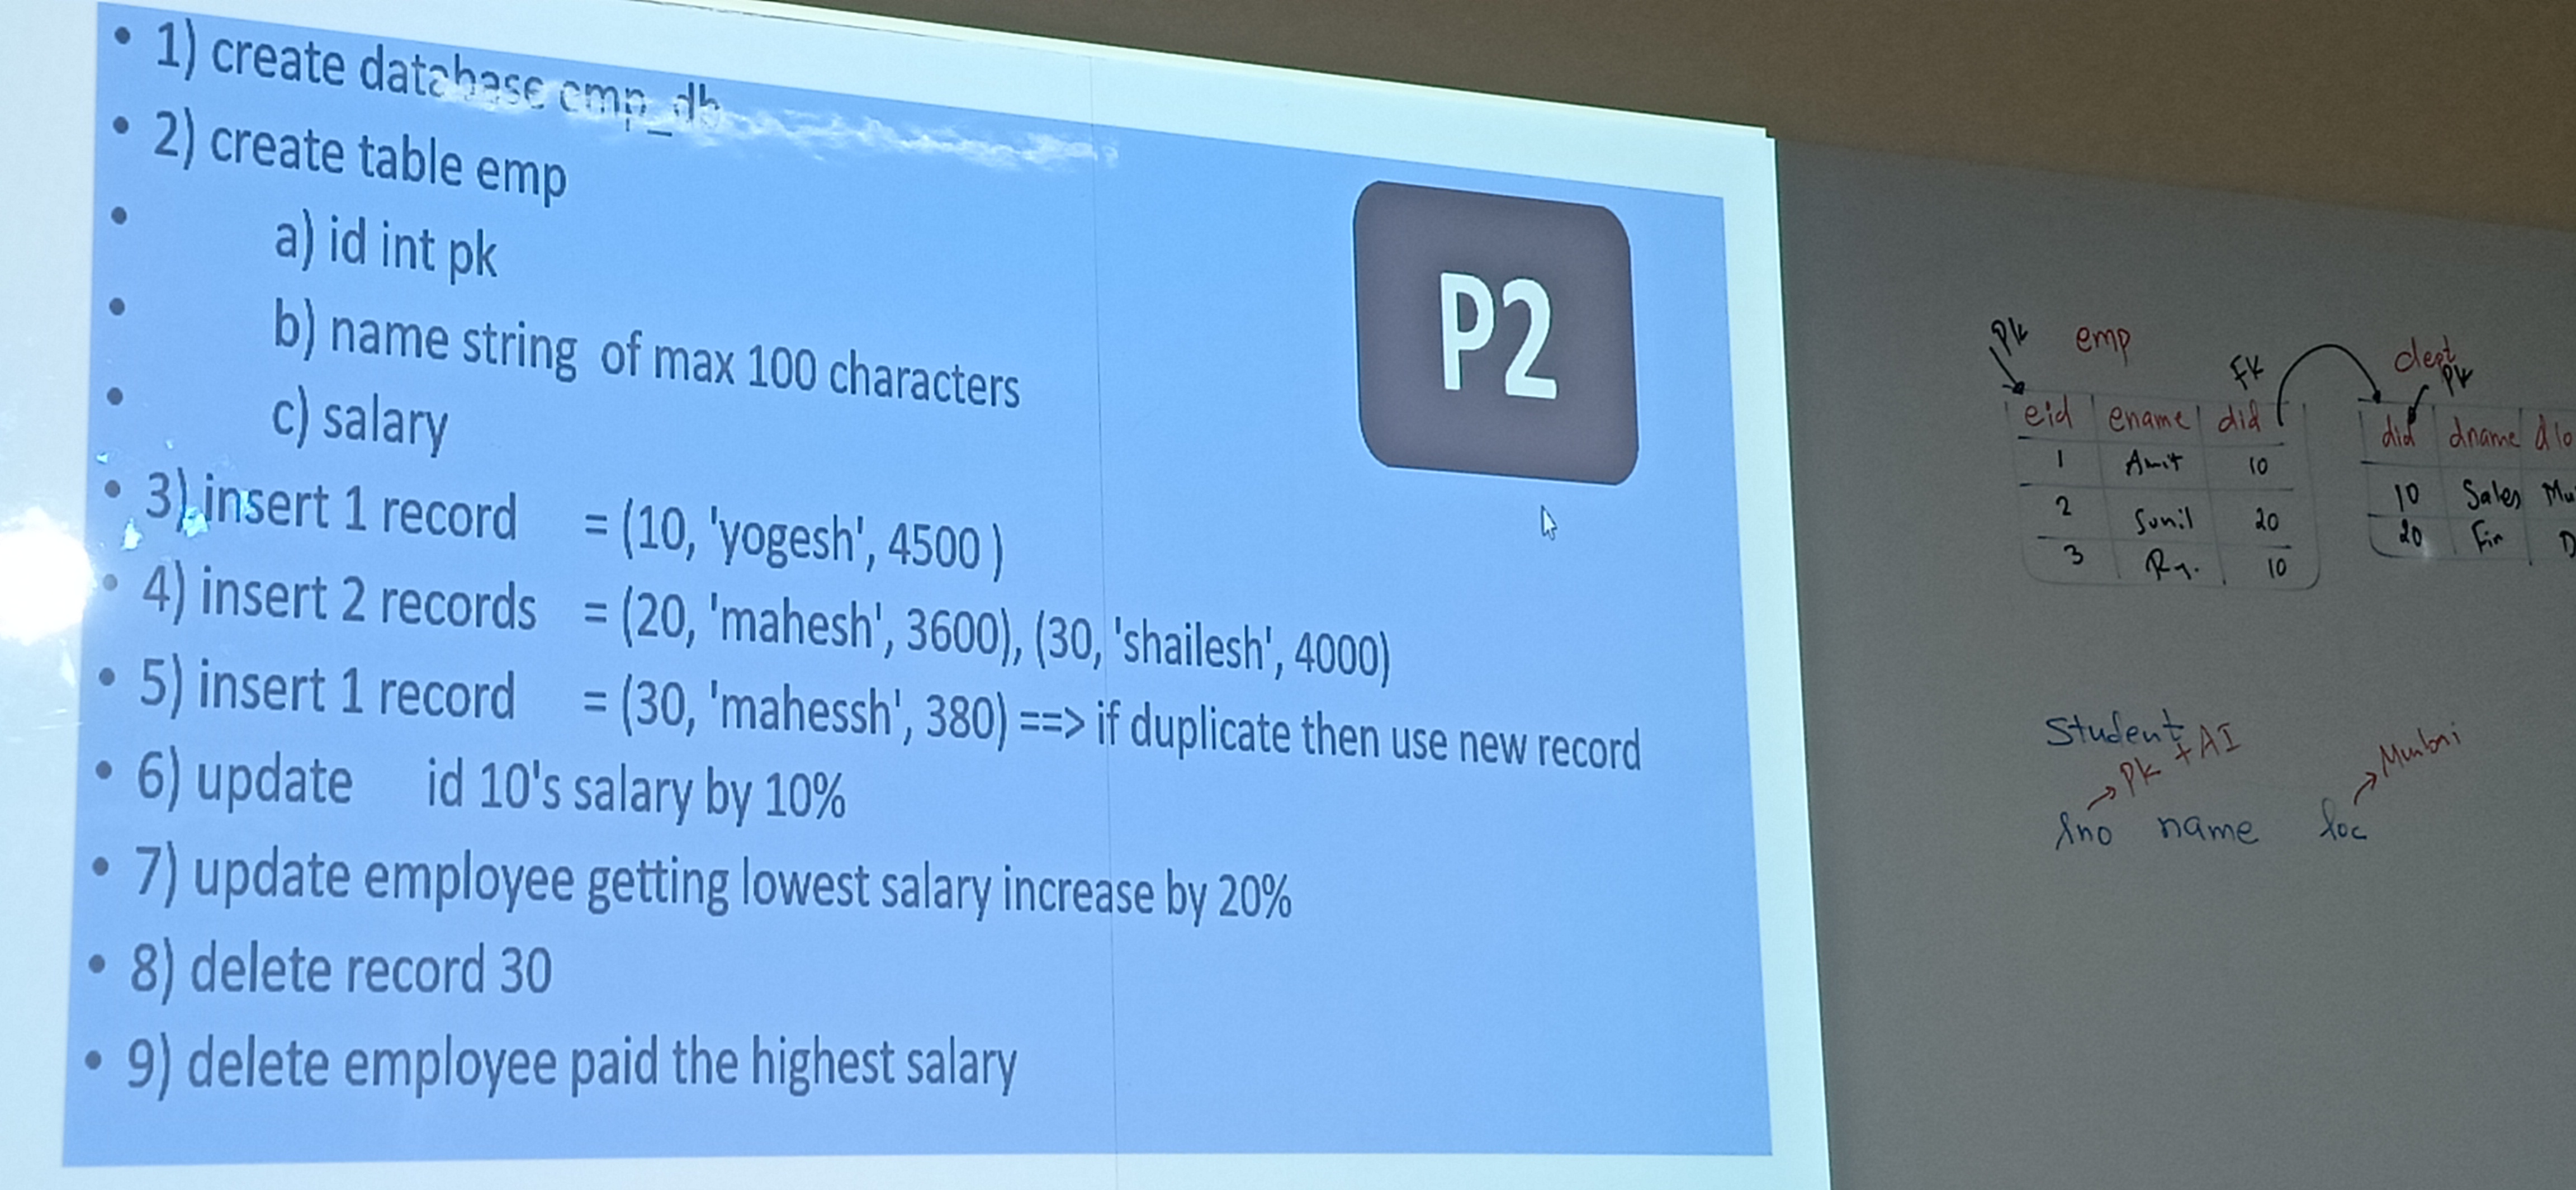 • 1) create database emp_db
• 2) create table emp
• a) id int pk
• b) name string of max 100 characters
• c) salary
• 3) insert 1 record = (10, 'yogesh', 4500 )
• 4) insert 2 records = (20, 'mahesh', 3600), (30, 'shailesh', 4000)
• 5) insert 1 record = (30, 'mahessh', 380) ==> if duplicate then use new record
• 6) update id 10's salary by 10%
• 7) update employee getting lowest salary increase by 20%
• 8) delete record 30
• 9) delete employee paid the highest salary
P2
PK emp FK
eid ename did
1 Amit 10
2 Sunil 20
3 10
dept PK
did dname
10 Sales
20 Fin
Student
PK + AI
name loc
Mumbai